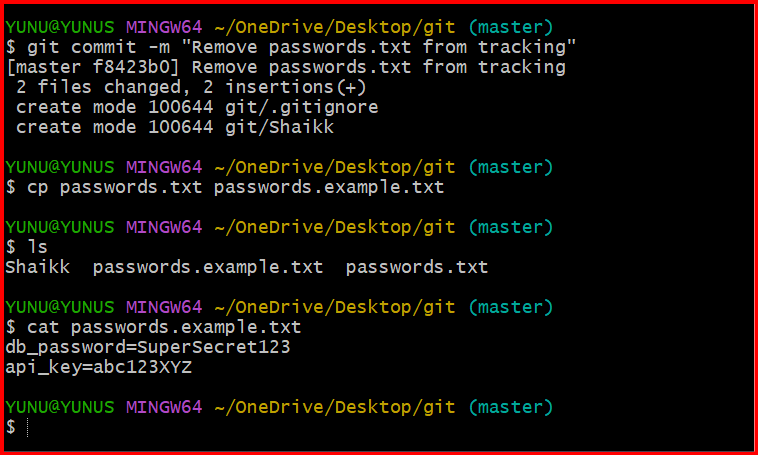 YUNU@YUNUS MINGW64 ~/OneDrive/Desktop/git (master)
$ git commit -m "Remove passwords.txt from tracking"
[master f8423b0] Remove passwords.txt from tracking
 2 files changed, 2 insertions(+)
 create mode 100644 git/.gitignore
 create mode 100644 git/Shaikk
YUNU@YUNUS MINGW64 ~/OneDrive/Desktop/git (master)
$ cp passwords.txt passwords.example.txt
YUNU@YUNUS MINGW64 ~/OneDrive/Desktop/git (master)
$ ls
Shaikk  passwords.example.txt  passwords.txt
YUNU@YUNUS MINGW64 ~/OneDrive/Desktop/git (master)
$ cat passwords.example.txt
db_password=SuperSecret123
api_key=abc123XYZ
YUNU@YUNUS MINGW64 ~/OneDrive/Desktop/git (master)
$